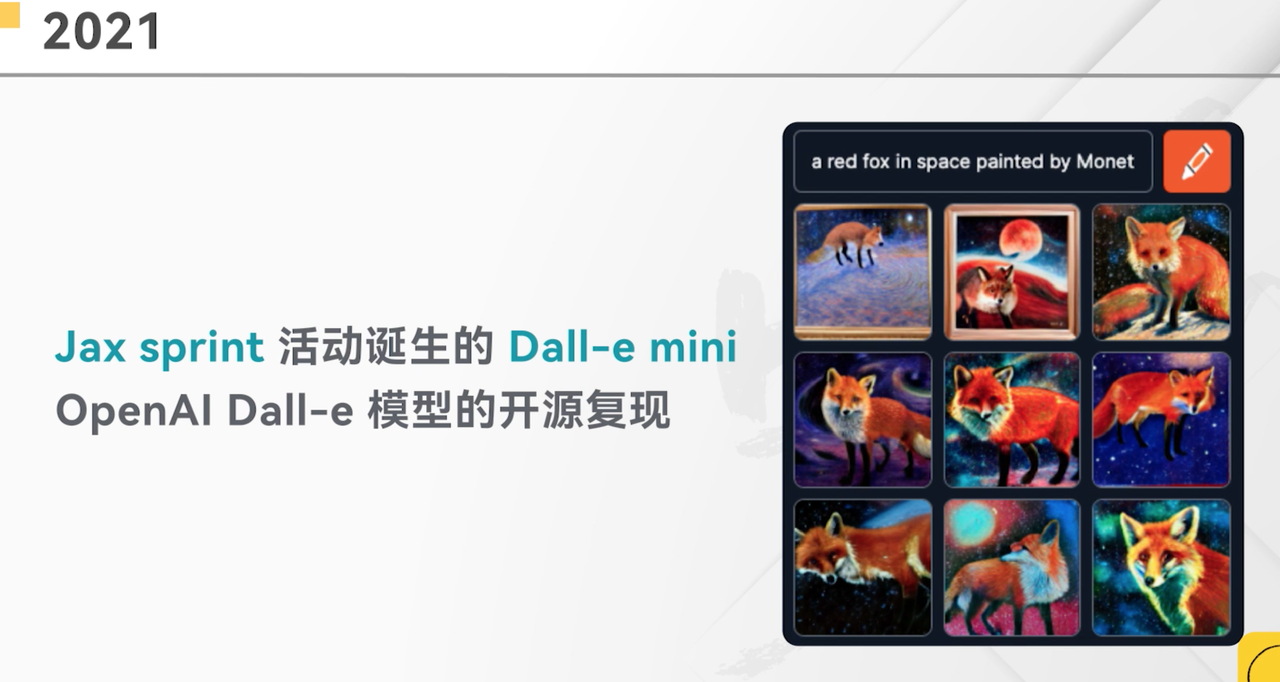 2021
a red fox in space painted by Monet
Jax sprint 活动诞生的 Dall-e mini
OpenAI Dall-e 模型的开源复现